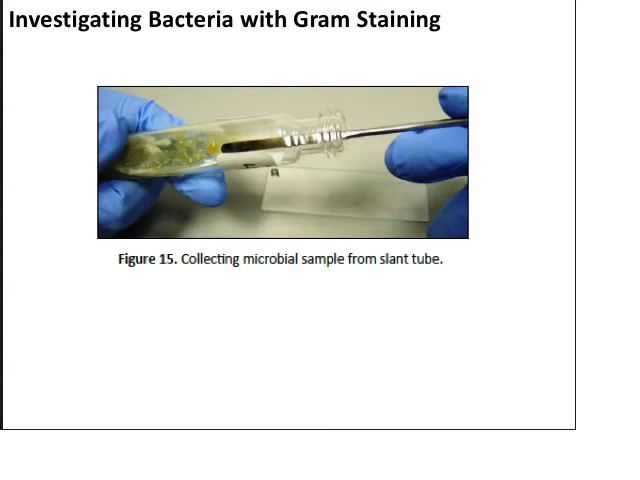 Investigating Bacteria with Gram Staining
Figure 15. Collecting microbial sample from slant tube.